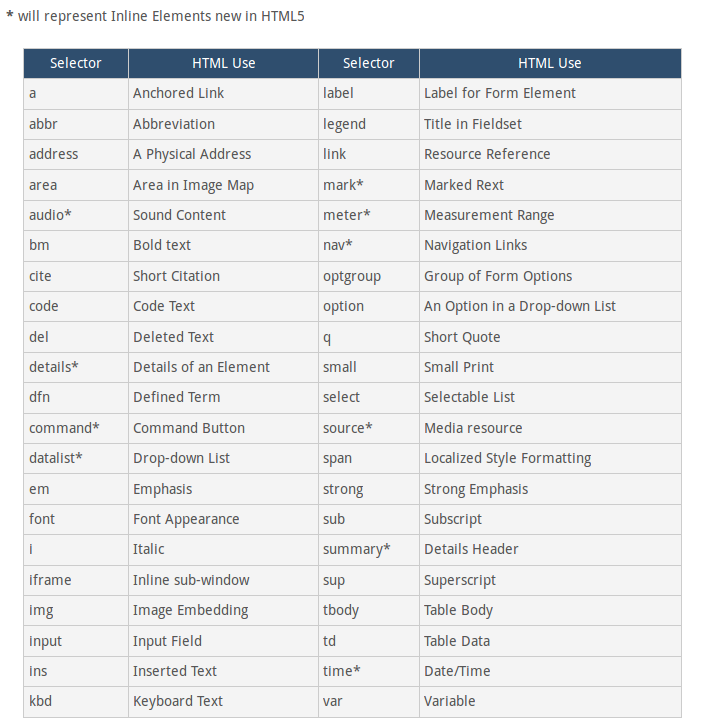 * will represent Inline Elements new in HTML5
Selector HTML Use Selector HTML Use
a Anchored Link label Label for Form Element
abbr Abbreviation legend Title in Fieldset
address A Physical Address link Resource Reference
area Area in Image Map mark* Marked Rext
audio* Sound Content meter* Measurement Range
bm Bold text nav* Navigation Links
cite Short Citation optgroup Group of Form Options
code Code Text option An Option in a Drop-down List
del Deleted Text q Short Quote
details* Details of an Element small Small Print
dfn Defined Term select Selectable List
command* Command Button source* Media resource
datalist* Drop-down List span Localized Style Formatting
em Emphasis strong Strong Emphasis
font Font Appearance sub Subscript
i Italic summary* Details Header
iframe Inline sub-window sup Superscript
img Image Embedding tbody Table Body
input Input Field td Table Data
ins Inserted Text time* Date/Time
kbd Keyboard Text var Variable